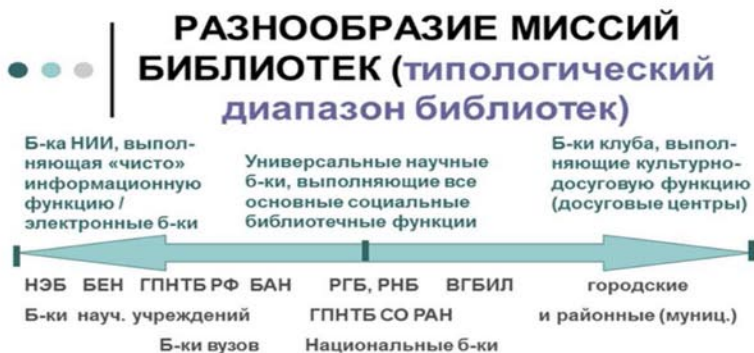 РАЗНООБРАЗИЕ МИССИЙ
БИБЛИОТЕК (типологический
диапазон библиотек)
Б-ка НИИ, выпол-
няющая «чисто»
информационную
функцию /
электронные б-ки
Универсальные научные
б-ки, выполняющие все
основные социальные
библиотечные функции
Б-ки клуба, выпол-
няющие культурно-
досуговую функцию
(досуговые центры)
НЭБ БЕН ГПНТБ РФ БАН РГБ, РНБ ВГБИЛ городские
Б-ки науч. учреждений ГПНТБ СО РАН и районные (муниц.)
Б-ки вузов Национальные б-ки